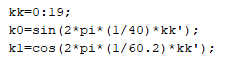 kk=0:19;
k0=sin(2*pi*(1/40)*kk');
k1=cos(2*pi*(1/60.2)*kk');